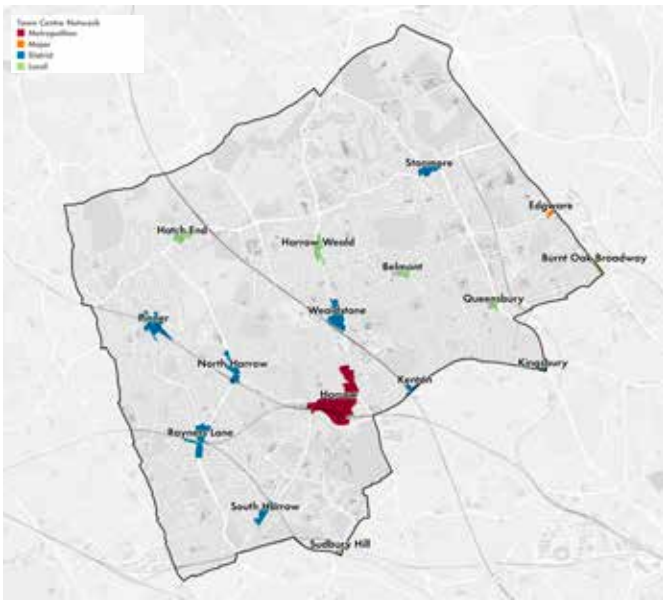 Town Centre Network
Metropolitan
Major
District
Local
Stanmore
Edgware
Hatch End
Harrow Weald
Burnt Oak Broadway
Belmont
Queensbury
Pinner
Wealdstone
North Harrow
Kingsbury
Kenton
Harrow
Rayners Lane
South Harrow
Sudbury Hill